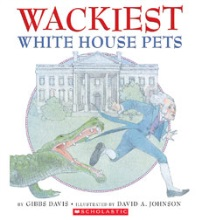 WACKIEST
WHITE HOUSE PETS
BY GIBBS DAVIS • ILLUSTRATED BY DAVID A. JOHNSON
SCHOLASTIC